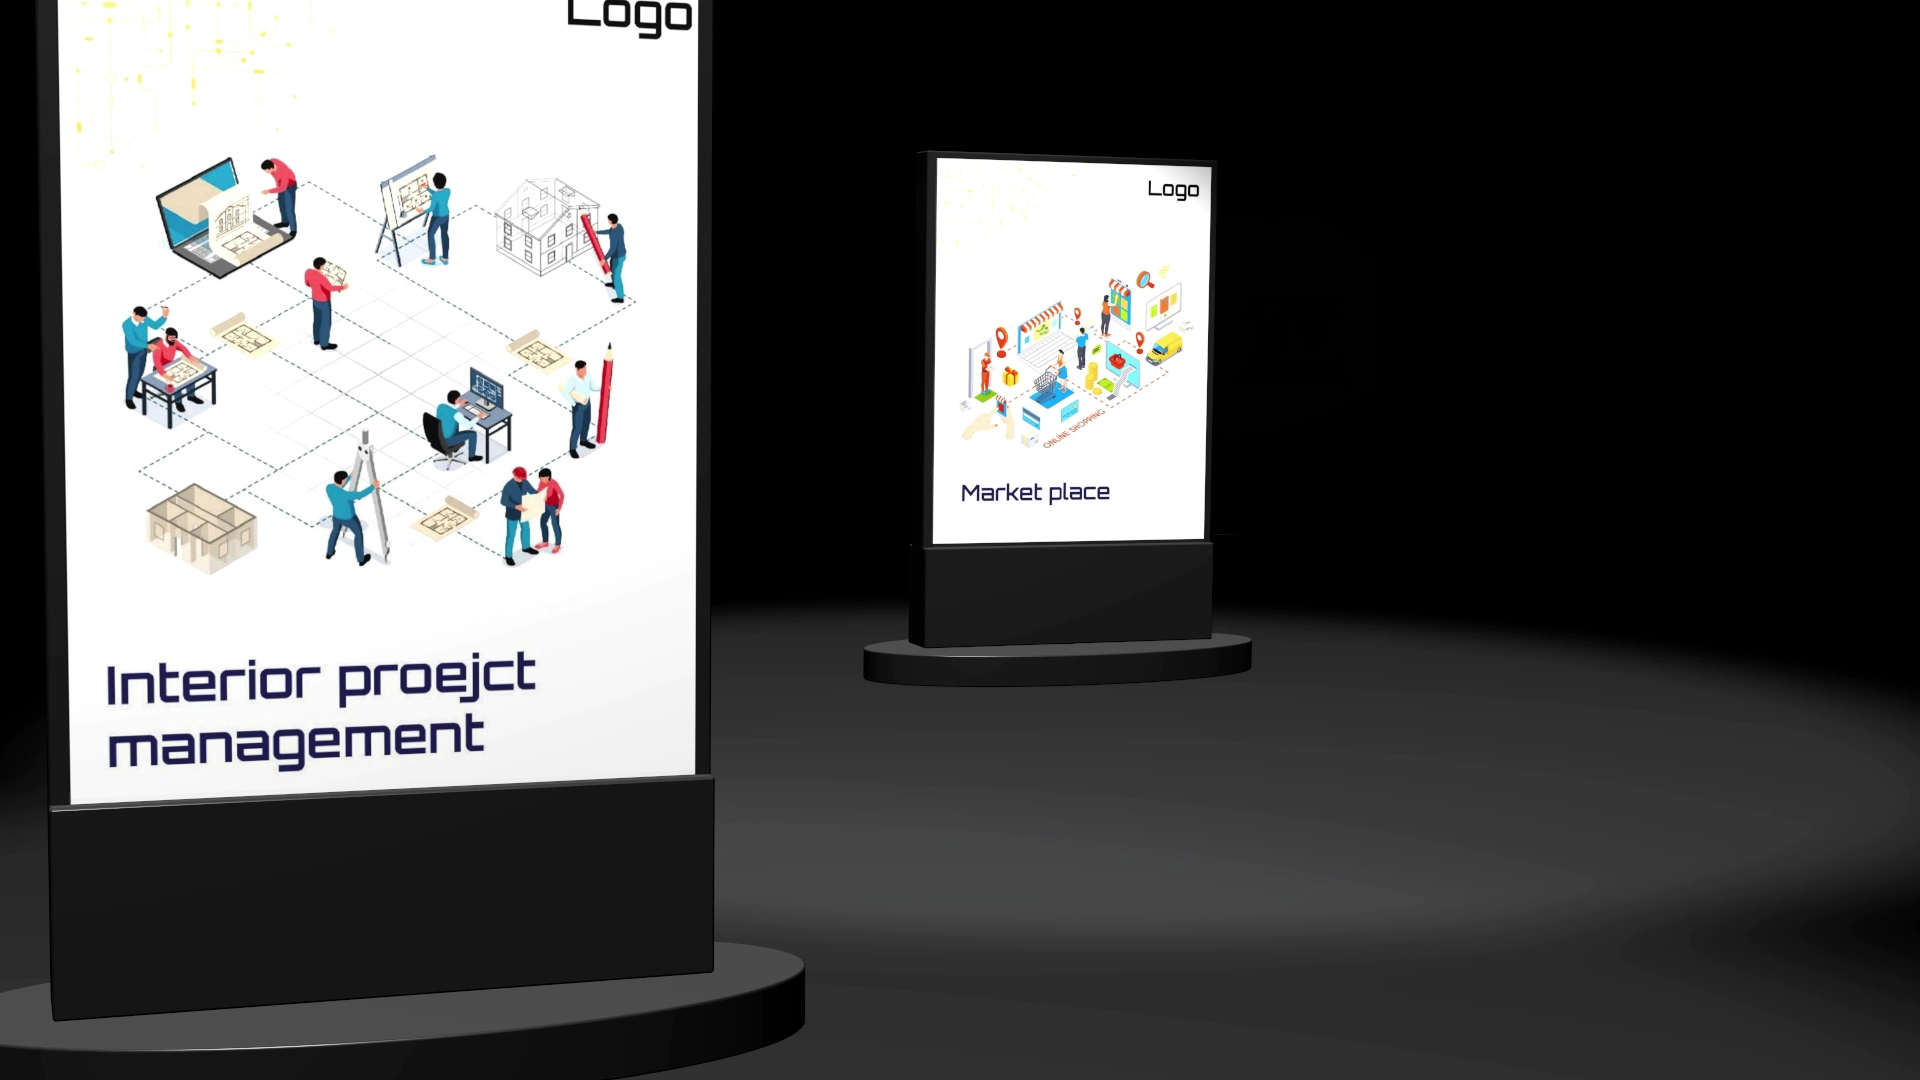 Logo
Interior proejct
management
Logo
ONLINE SHOPPING
Market place